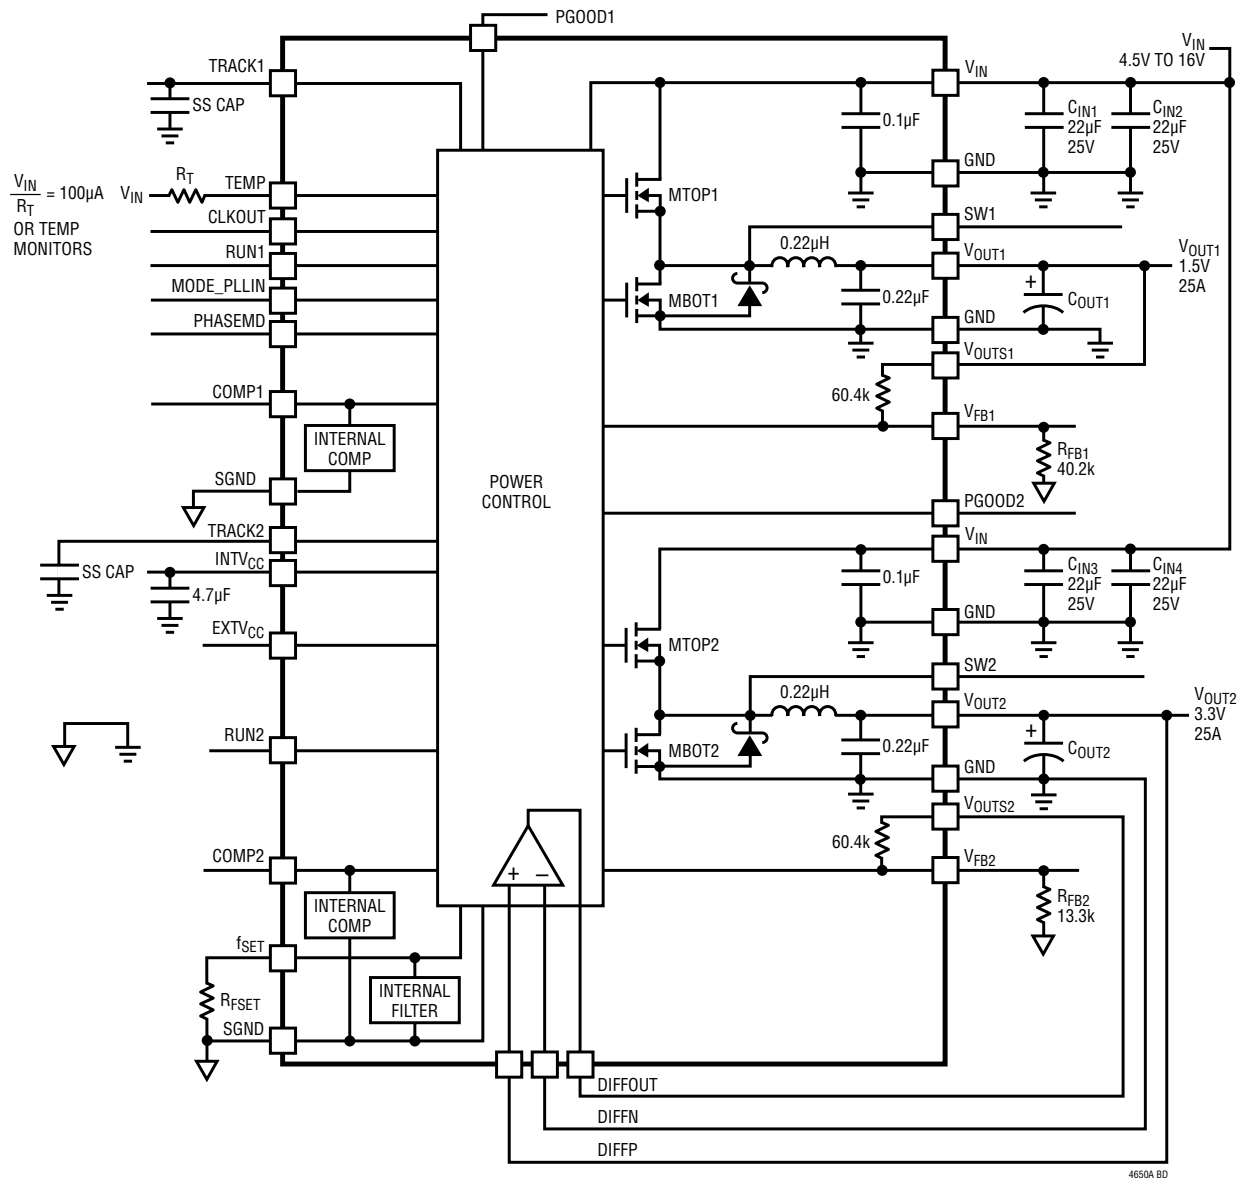 PGOOD1
TRACK1
SS CAP
VIN
4.5V TO 16V
VIN
0.1µF
CIN1
22µF
25V
CIN2
22µF
25V
GND
VIN
RT
= 100µA
OR TEMP
MONITORS
VIN
RT
TEMP
CLKOUT
RUN1
MODE_PLLIN
PHASEMD
MTOP1
SW1
0.22µH
VOUT1
VOUT1
1.5V
25A
MBOT1
0.22µF
COUT1
GND
VOUTS1
60.4k
COMP1
INTERNAL
COMP
VFB1
RFB1
40.2k
SGND
POWER
CONTROL
PGOOD2
TRACK2
SS CAP
INTVCC
4.7µF
VIN
0.1µF
CIN3
22µF
25V
CIN4
22µF
25V
GND
EXTVCC
MTOP2
SW2
0.22µH
VOUT2
VOUT2
3.3V
25A
RUN2
MBOT2
0.22µF
COUT2
GND
VOUTS2
60.4k
COMP2
+
–
VFB2
INTERNAL
COMP
RFB2
13.3k
fSET
RFSET
INTERNAL
FILTER
SGND
DIFFOUT
DIFFN
DIFFP
4650A BD